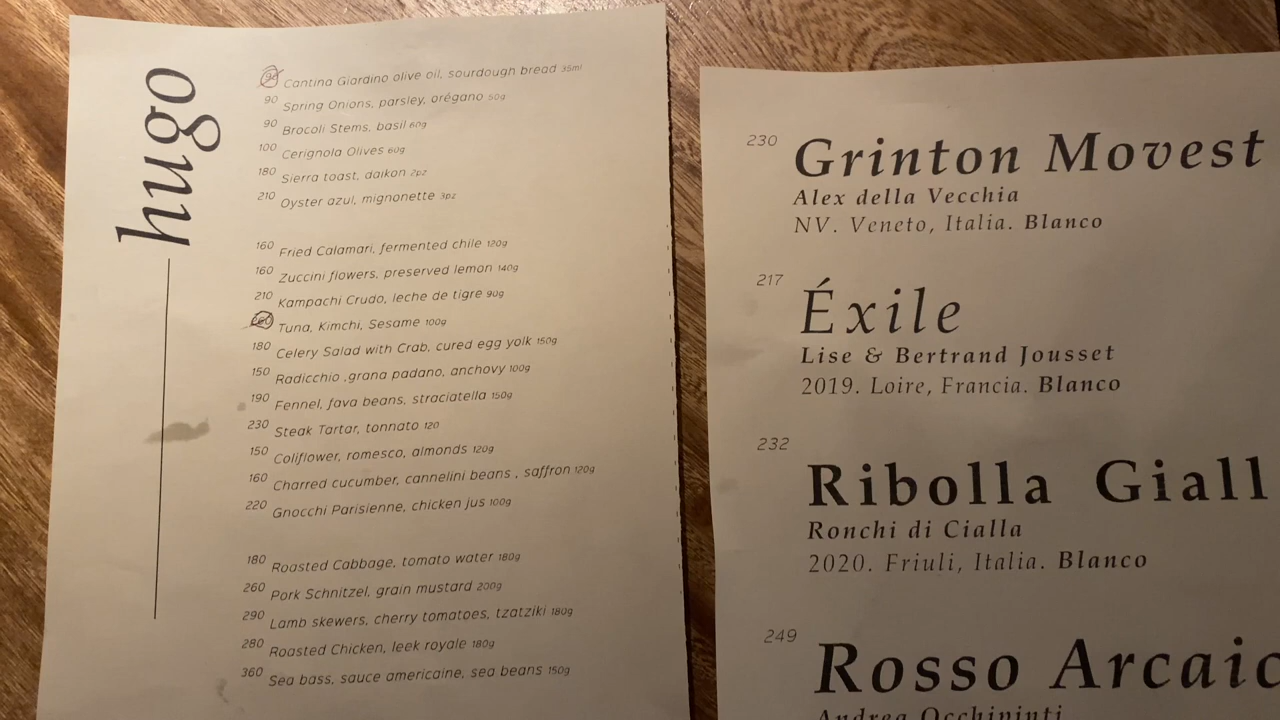 hugo
Cantina Giardino olive oil, sourdough bread 35ml
90 Spring Onions, parsley, orégano 50g
90 Brocoli Stems, basil 60g
100 Cerignola Olives 60g
180 Sierra toast, daikon 2pz
210 Oyster azul, mignonette 3pz
160 Fried Calamari, fermented chile 120g
160 Zuccini flowers, preserved lemon 140g
210 Kampachi Crudo, leche de tigre 90g
Tuna, Kimchi, Sesame 100g
180 Celery Salad with Crab, cured egg yolk 150g
150 Radicchio ,grana padano, anchovy 100g
190 Fennel, fava beans, straciatella 150g
230 Steak Tartar, tonnato 120
150 Coliflower, romesco, almonds 120g
160 Charred cucumber, cannelini beans , saffron 120g
220 Gnocchi Parisienne, chicken jus 100g
180 Roasted Cabbage, tomato water 180g
260 Pork Schnitzel, grain mustard 200g
290 Lamb skewers, cherry tomatoes, tzatziki 180g
280 Roasted Chicken, leek royale 180g
360 Sea bass, sauce americaine, sea beans 150g
230 Grinton Movest
Alex della Vecchia
NV. Veneto, Italia. Blanco
217 Éxile
Lise & Bertrand Jousset
2019. Loire, Francia. Blanco
232 Ribolla Giall
Ronchi di Cialla
2020. Friuli, Italia. Blanco
249 Rosso Arcaic
Andrea Occhipinti